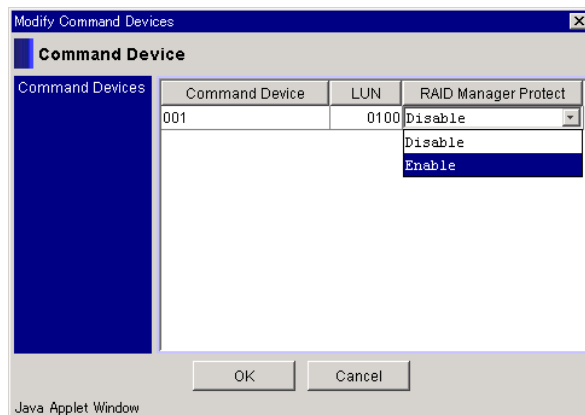 Modify Command Devices
Command Device
Command Devices
Command Device LUN RAID Manager Protect
001 0100 Disable
Disable
Enable
OK Cancel
Java Applet Window